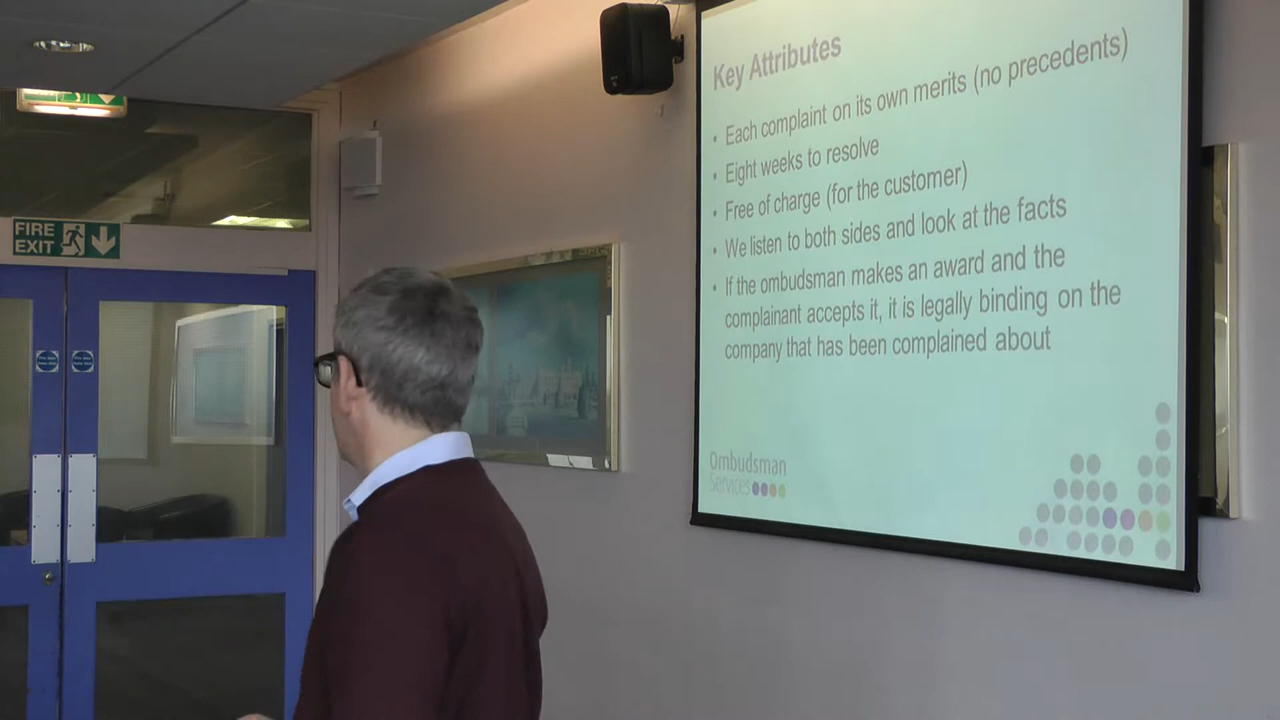 Key Attributes
• Each complaint on its own merits (no precedents)
• Eight weeks to resolve
• Free of charge (for the customer)
• We listen to both sides and look at the facts
• If the ombudsman makes an award and the
complainant accepts it, it is legally binding on the
company that has been complained about
Ombudsman
Services
FIRE
EXIT